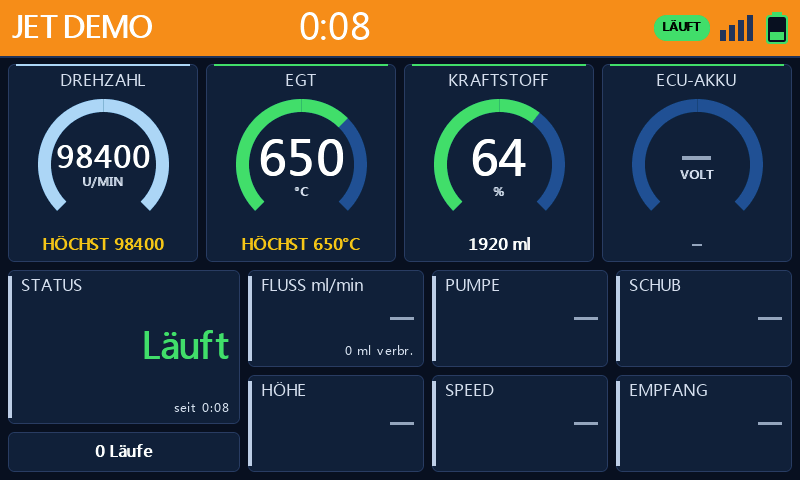 JET DEMO
0:08
LÄUFT
DREHZAHL
98400
U/MIN
HÖCHST 98400
EGT
650
°C
HÖCHST 650°C
KRAFTSTOFF
64
%
1920 ml
ECU-AKKU
—
VOLT
–
STATUS
Läuft
seit 0:08
0 Läufe
FLUSS ml/min
—
0 ml verbr.
PUMPE
—
SCHUB
—
HÖHE
—
SPEED
—
EMPFANG
—